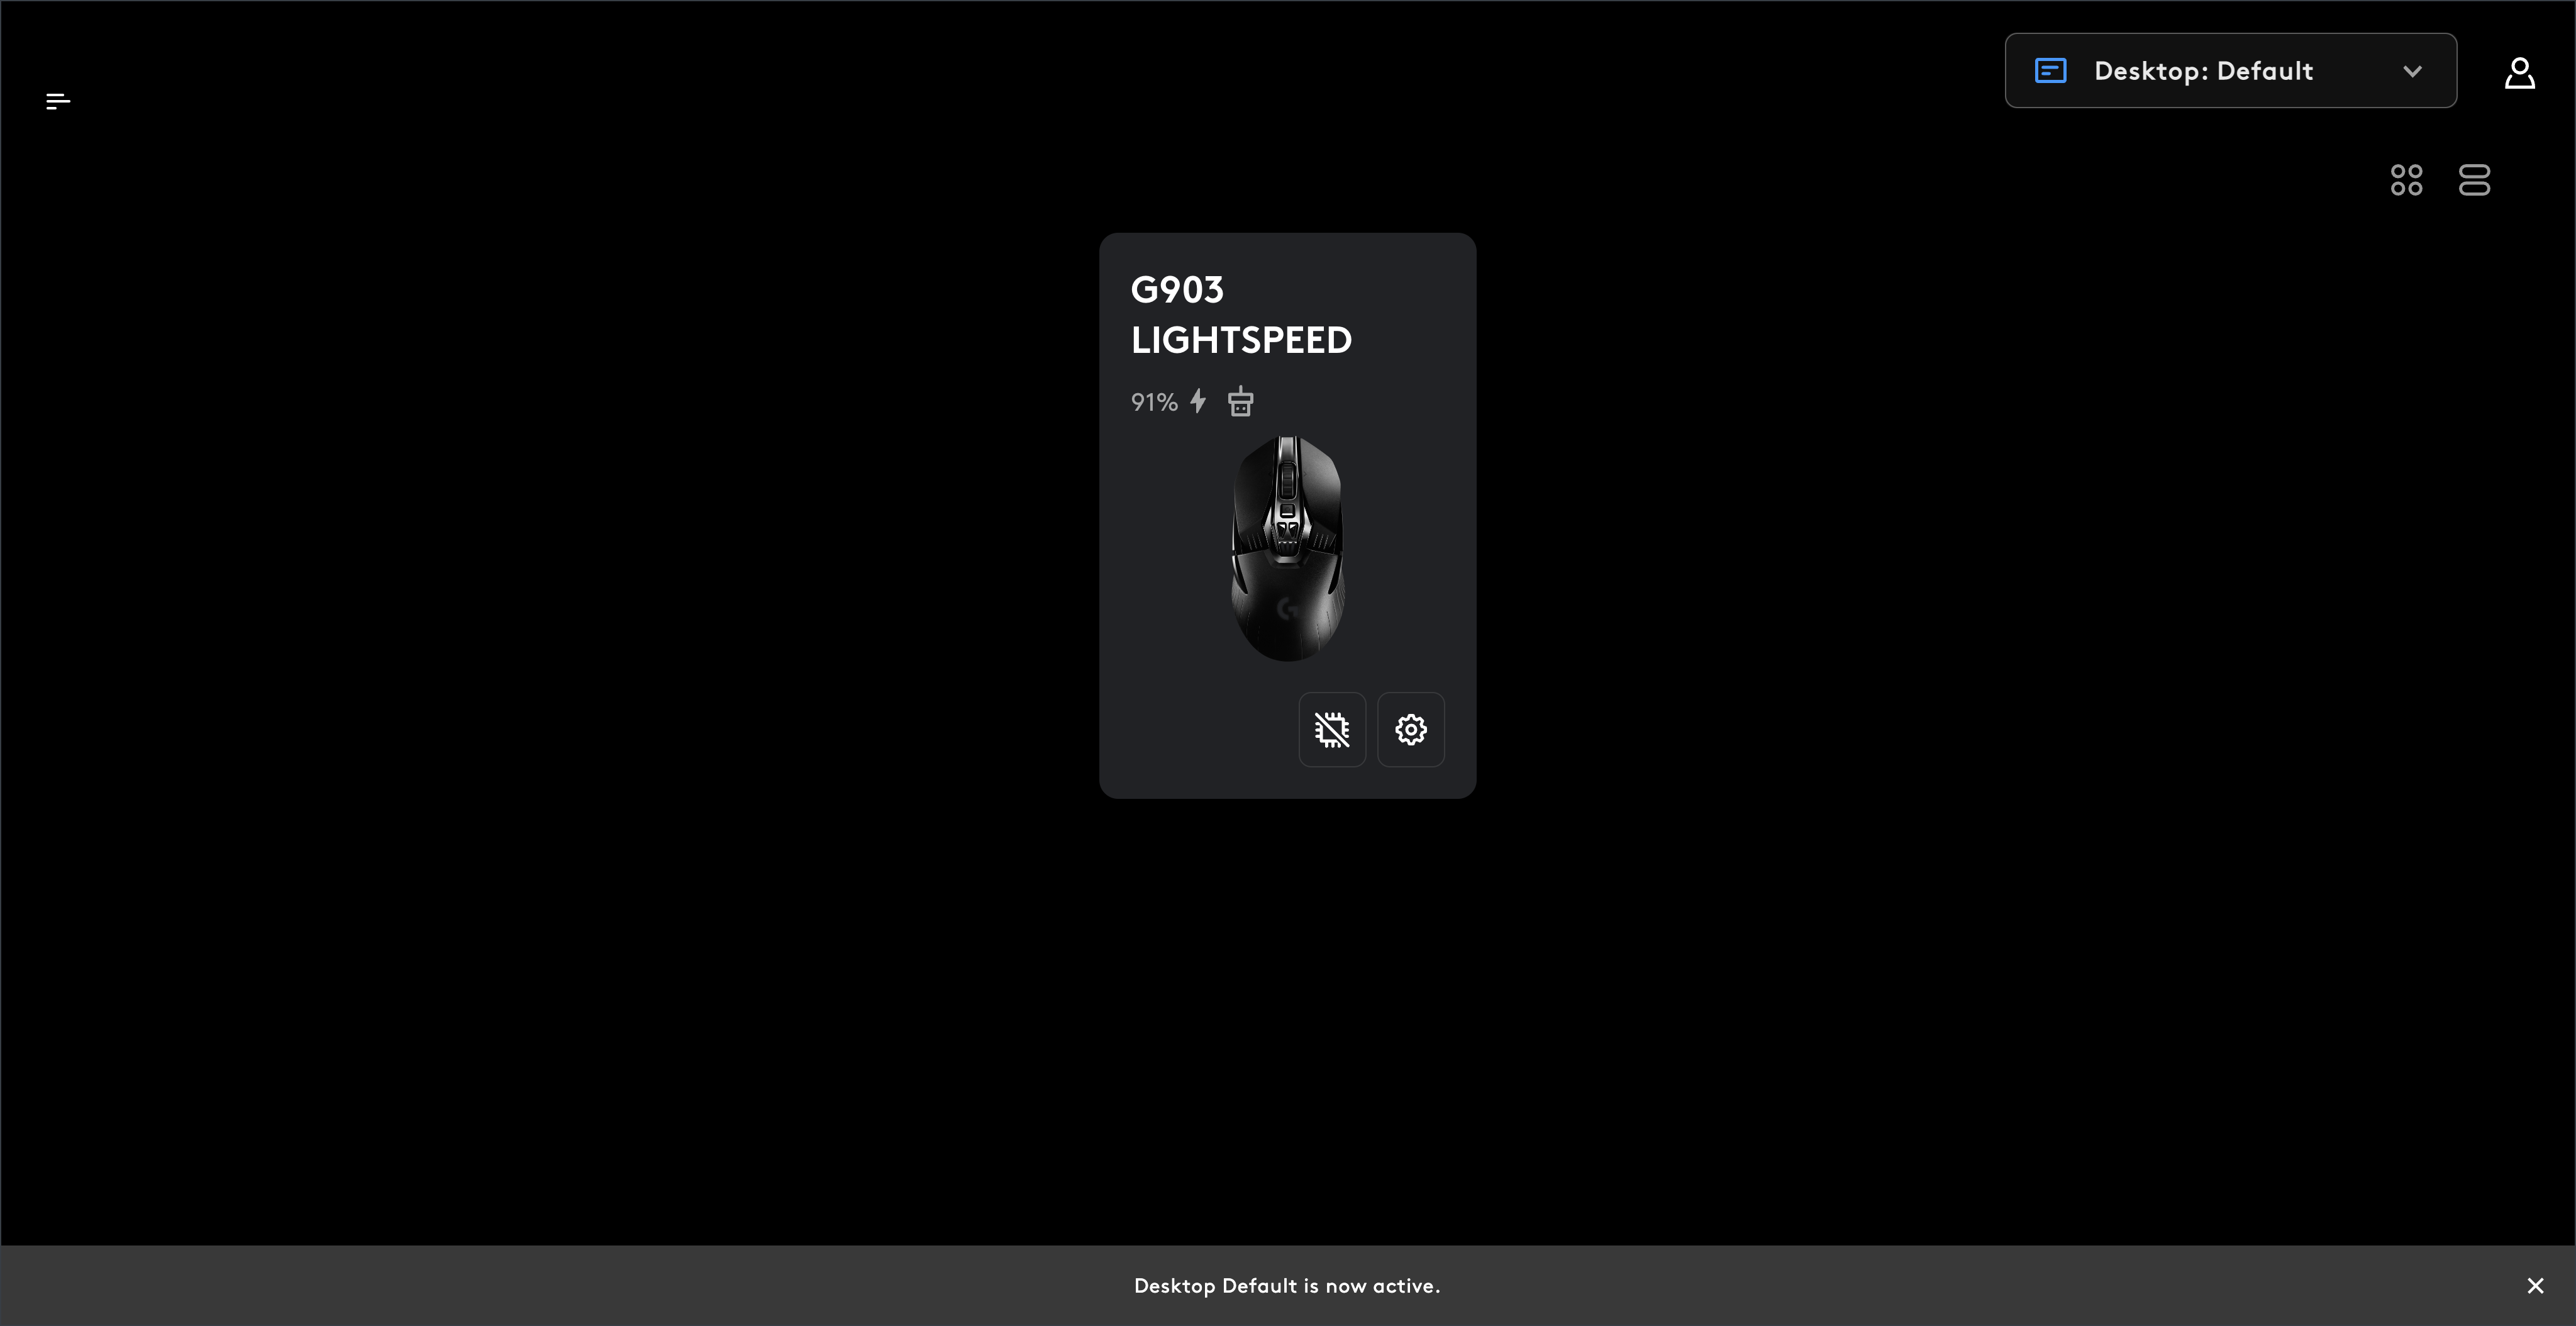 Desktop: Default
G903
LIGHTSPEED
91%
Desktop Default is now active.